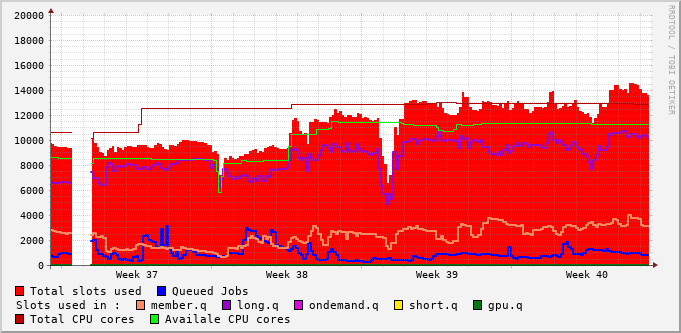 20000
18000
16000
14000
12000
10000
8000
6000
4000
2000
0
RRDTOOL / TOBI OETIKER
Week 37 Week 38 Week 39 Week 40
Total slots used Queued Jobs
Slots used in : member.q long.q ondemand.q short.q gpu.q
Total CPU cores Availale CPU cores